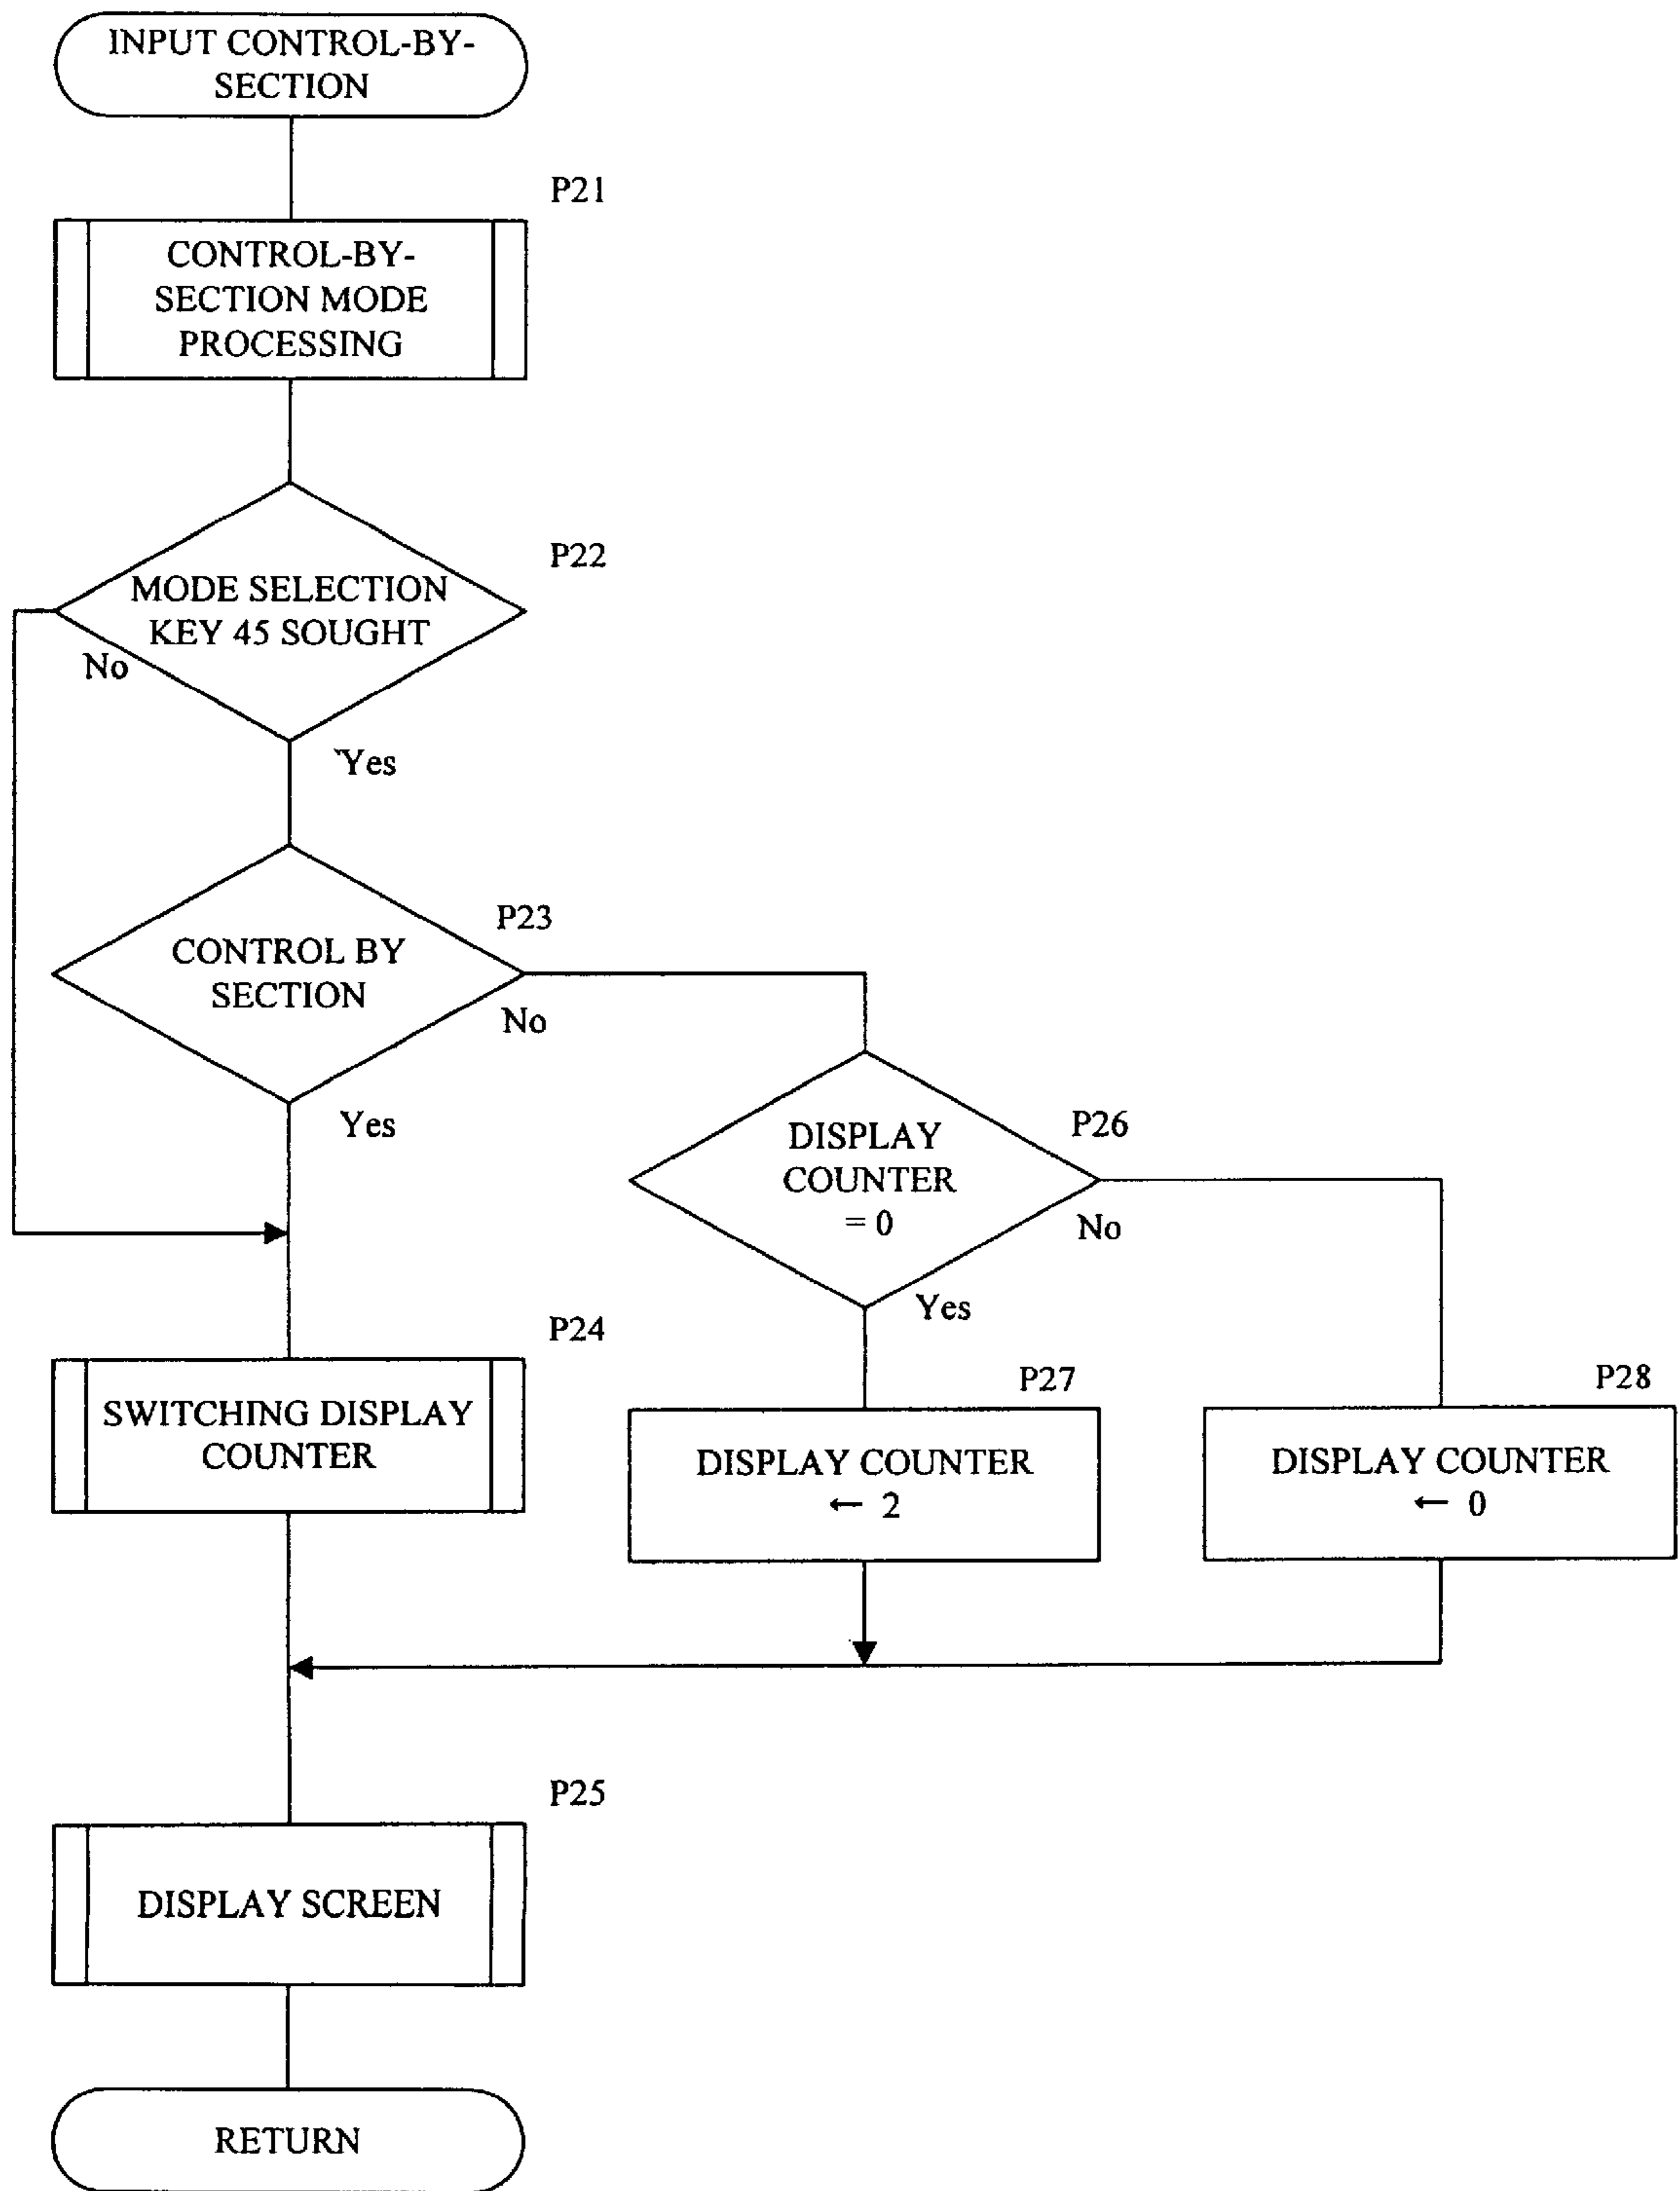 INPUT CONTROL-BY-
SECTION
P21
CONTROL-BY-
SECTION MODE
PROCESSING
P22
MODE SELECTION
KEY 45 SOUGHT
No
Yes
P23
CONTROL BY
SECTION
No
Yes
P26
DISPLAY
COUNTER
= 0
No
Yes
P24
SWITCHING DISPLAY
COUNTER
P27
DISPLAY COUNTER
← 2
P28
DISPLAY COUNTER
← 0
P25
DISPLAY SCREEN
RETURN